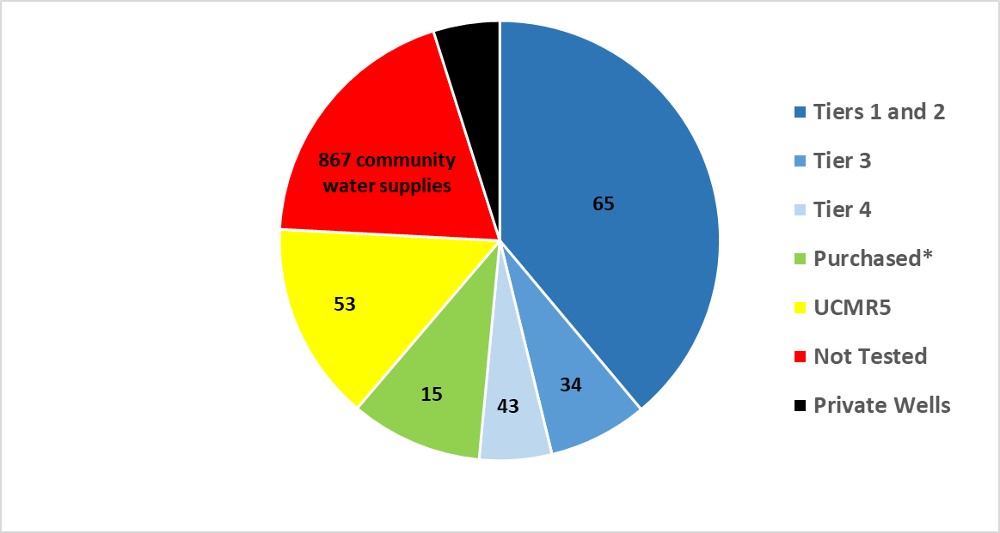 867 community
water supplies
65
53
15
43
34
Tiers 1 and 2
Tier 3
Tier 4
Purchased*
UCMR5
Not Tested
Private Wells